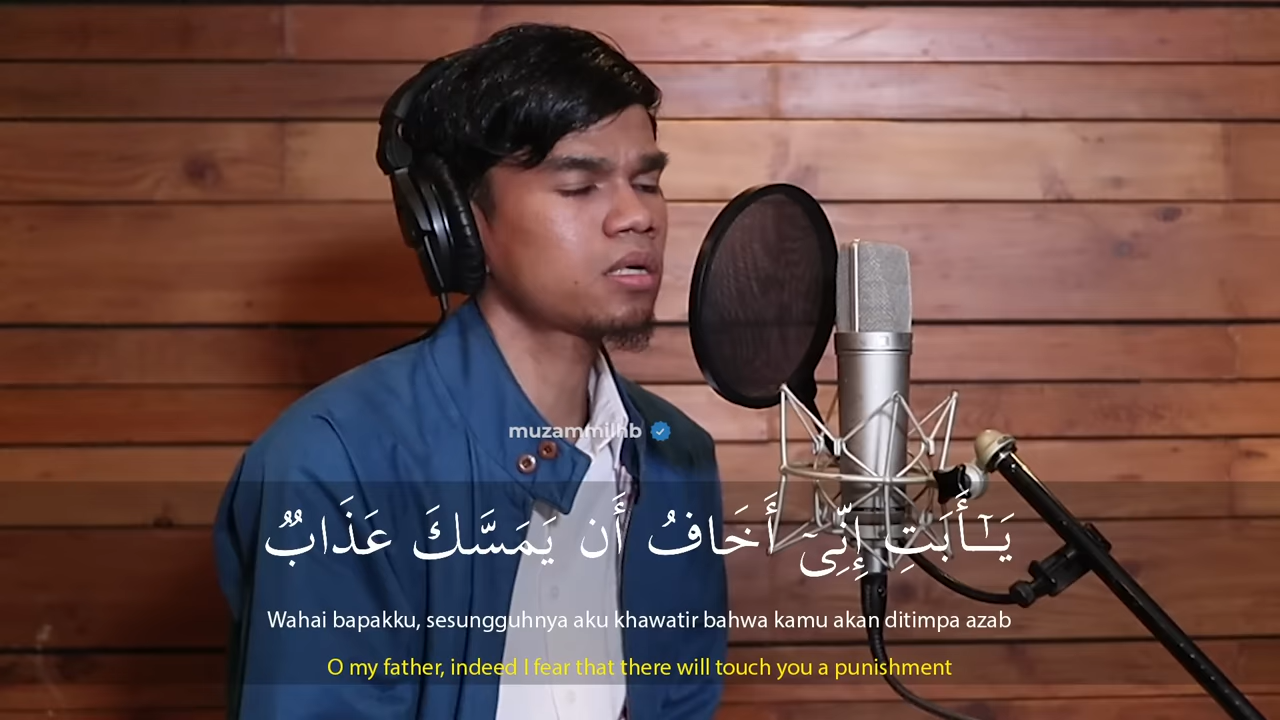 muzammilhb
يَـٰٓأَبَتِ إِنِّىٓ أَخَافُ أَن يَمَسَّكَ عَذَابٌ
Wahai bapakku, sesungguhnya aku khawatir bahwa kamu akan ditimpa azab
O my father, indeed I fear that there will touch you a punishment